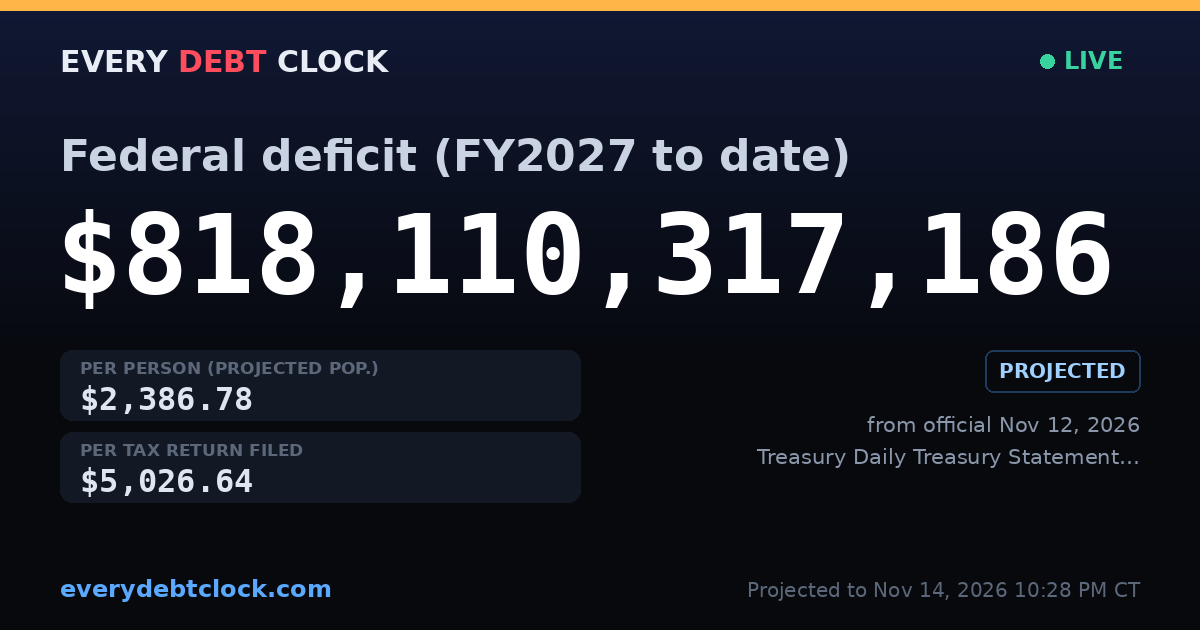 EVERY DEBT CLOCK
LIVE
Federal deficit (FY2027 to date)
$818,110,317,186
PER PERSON (PROJECTED POP.)
$2,386.78
PER TAX RETURN FILED
$5,026.64
PROJECTED
from official Nov 12, 2026
Treasury Daily Treasury Statement…
everydebtclock.com
Projected to Nov 14, 2026 10:28 PM CT